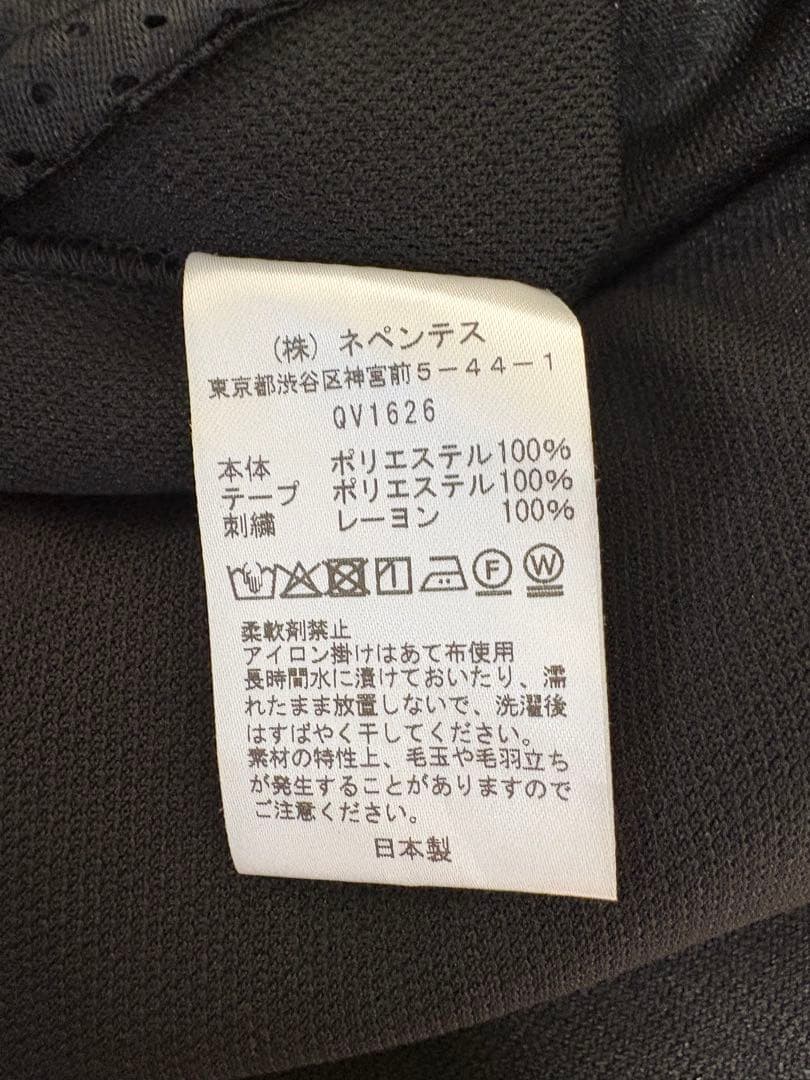 (株) ネペンテス
東京都渋谷区神宮前5-44-1
QV1626
本体 ポリエステル100%
テープ ポリエステル100%
刺繍 レーヨン 100%
F W
柔軟剤禁止
アイロン掛けはあて布使用
長時間水に漬けておいたり、濡
れたまま放置しないで、洗濯後
はすばやく干してください。
素材の特性上、毛玉や毛羽立ち
が発生することがありますので
ご注意ください。
日本製